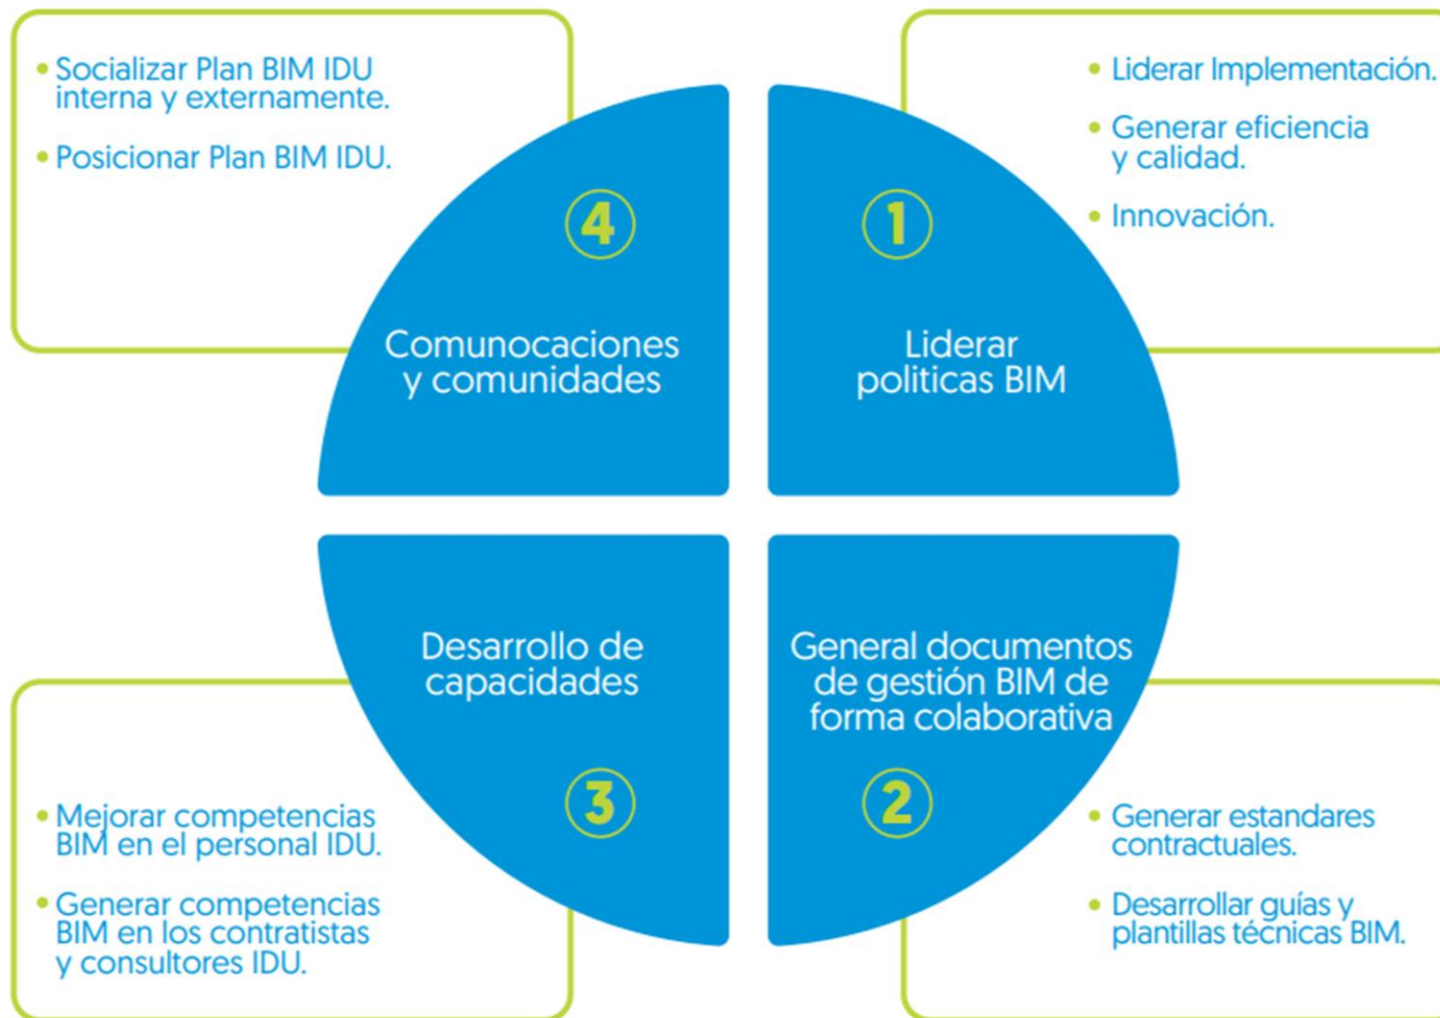 • Socializar Plan BIM IDU
interna y externamente.
• Posicionar Plan BIM IDU.
4
Comunocaciones
y comunidades
1
Liderar
politicas BIM
• Liderar Implementación.
• Generar eficiencia
y calidad.
• Innovación.
Desarrollo de
capacidades
3
• Mejorar competencias
BIM en el personal IDU.
• Generar competencias
BIM en los contratistas
y consultores IDU.
General documentos
de gestión BIM de
forma colaborativa
2
• Generar estandares
contractuales.
• Desarrollar guías y
plantillas técnicas BIM.